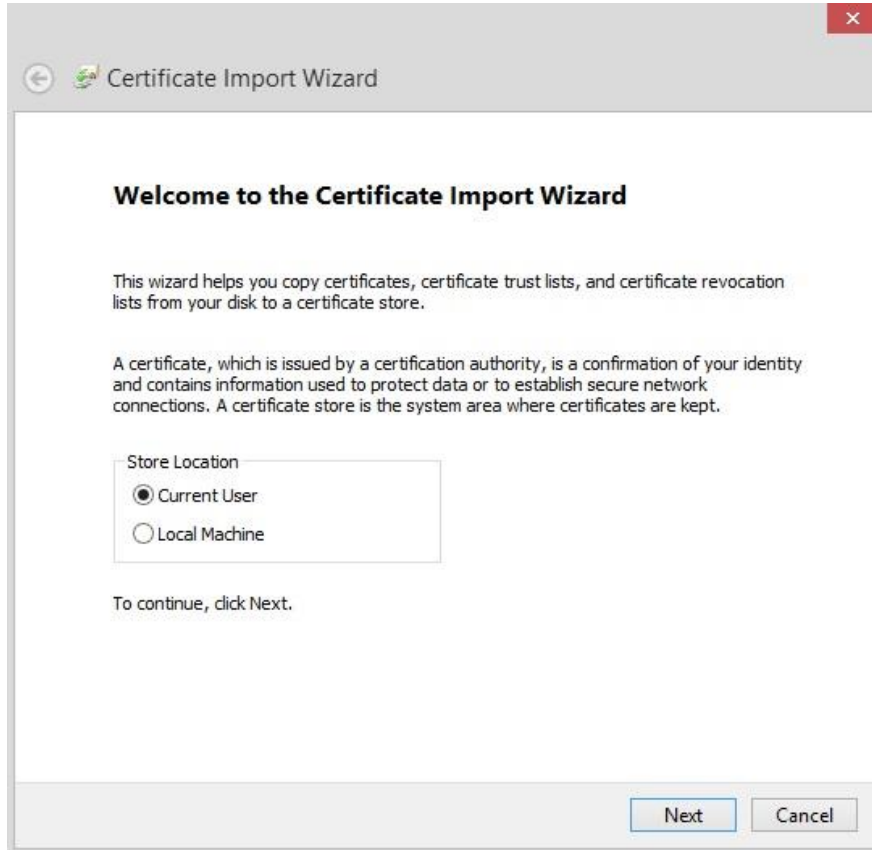 Certificate Import Wizard
Welcome to the Certificate Import Wizard
This wizard helps you copy certificates, certificate trust lists, and certificate revocation
lists from your disk to a certificate store.
A certificate, which is issued by a certification authority, is a confirmation of your identity
and contains information used to protect data or to establish secure network
connections. A certificate store is the system area where certificates are kept.
Store Location
Current User
Local Machine
To continue, click Next.
Next Cancel